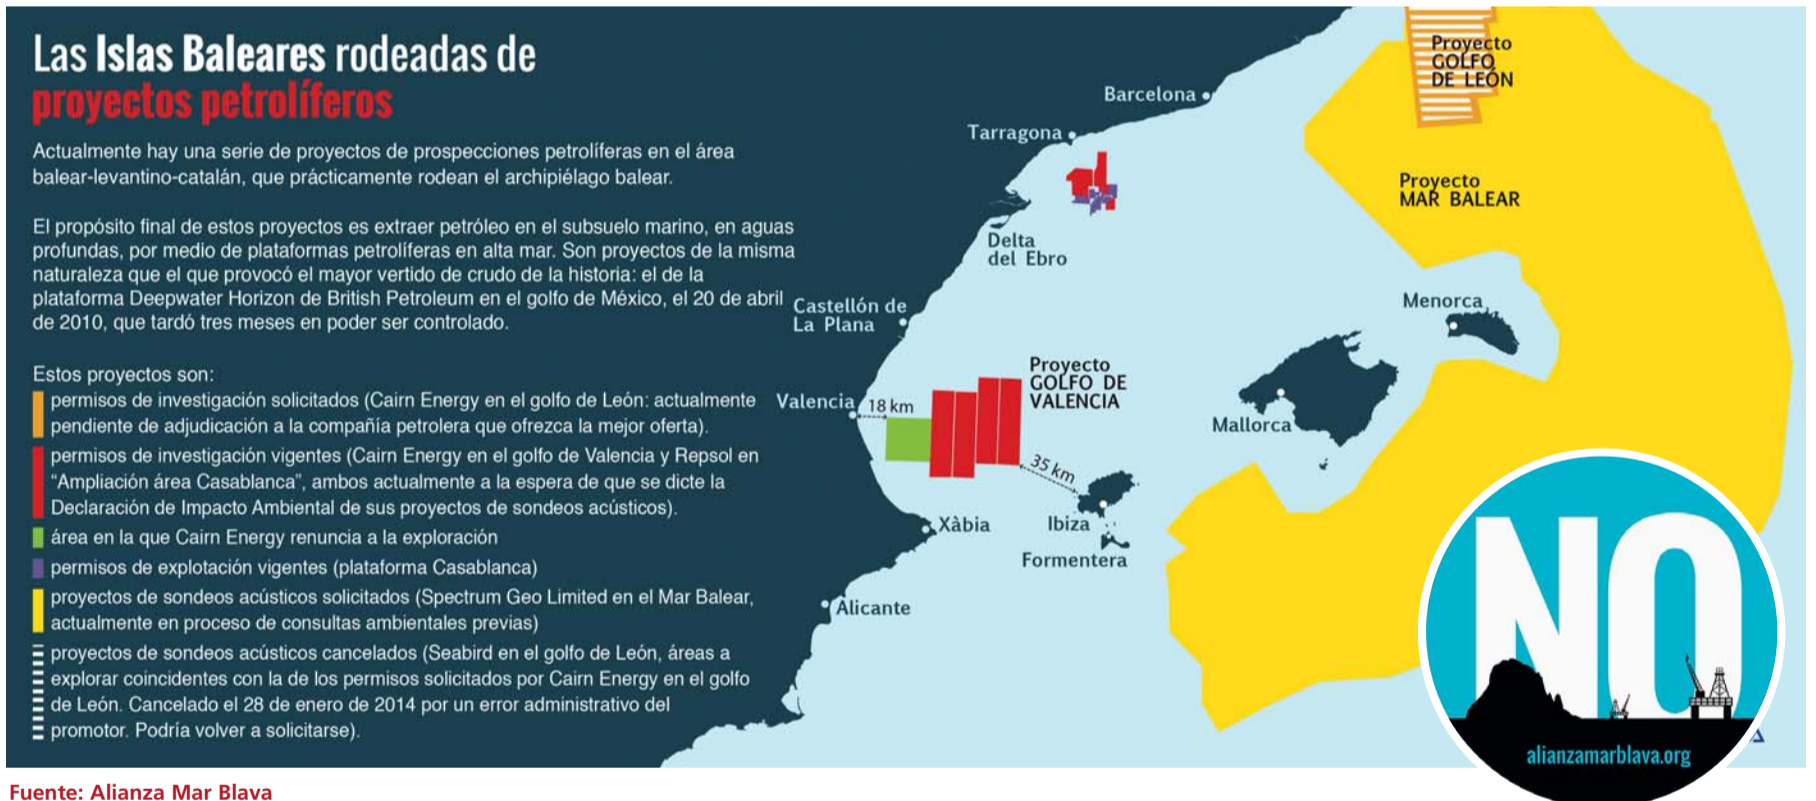 Las Islas Baleares rodeadas de
proyectos petrolíferos
Actualmente hay una serie de proyectos de prospecciones petrolíferas en el área
balear-levantino-catalán, que prácticamente rodean el archipiélago balear.
El propósito final de estos proyectos es extraer petróleo en el subsuelo marino, en aguas
profundas, por medio de plataformas petrolíferas en alta mar. Son proyectos de la misma
naturaleza que el que provocó el mayor vertido de crudo de la historia: el de la
plataforma Deepwater Horizon de British Petroleum en el golfo de México, el 20 de abril
de 2010, que tardó tres meses en poder ser controlado.
Estos proyectos son:
permisos de investigación solicitados (Cairn Energy en el golfo de León: actualmente
pendiente de adjudicación a la compañía petrolera que ofrezca la mejor oferta).
permisos de investigación vigentes (Cairn Energy en el golfo de Valencia y Repsol en
“Ampliación área Casablanca”, ambos actualmente a la espera de que se dicte la
Declaración de Impacto Ambiental de sus proyectos de sondeos acústicos).
área en la que Cairn Energy renuncia a la exploración
permisos de explotación vigentes (plataforma Casablanca)
proyectos de sondeos acústicos solicitados (Spectrum Geo Limited en el Mar Balear,
actualmente en proceso de consultas ambientales previas)
proyectos de sondeos acústicos cancelados (Seabird en el golfo de León, áreas a
explorar coincidentes con la de los permisos solicitados por Cairn Energy en el golfo
de León. Cancelado el 28 de enero de 2014 por un error administrativo del
promotor. Podría volver a solicitarse).
Proyecto
GOLFO
DE LEÓN
Barcelona
Tarragona
Proyecto
MAR BALEAR
Delta
del Ebro
Castellón de
La Plana
Menorca
Proyecto
GOLFO DE
VALENCIA
Valencia
18 km
Mallorca
35 km
Xàbia
Ibiza
Formentera
Alicante
NO
alianzamarblava.org
Fuente: Alianza Mar Blava